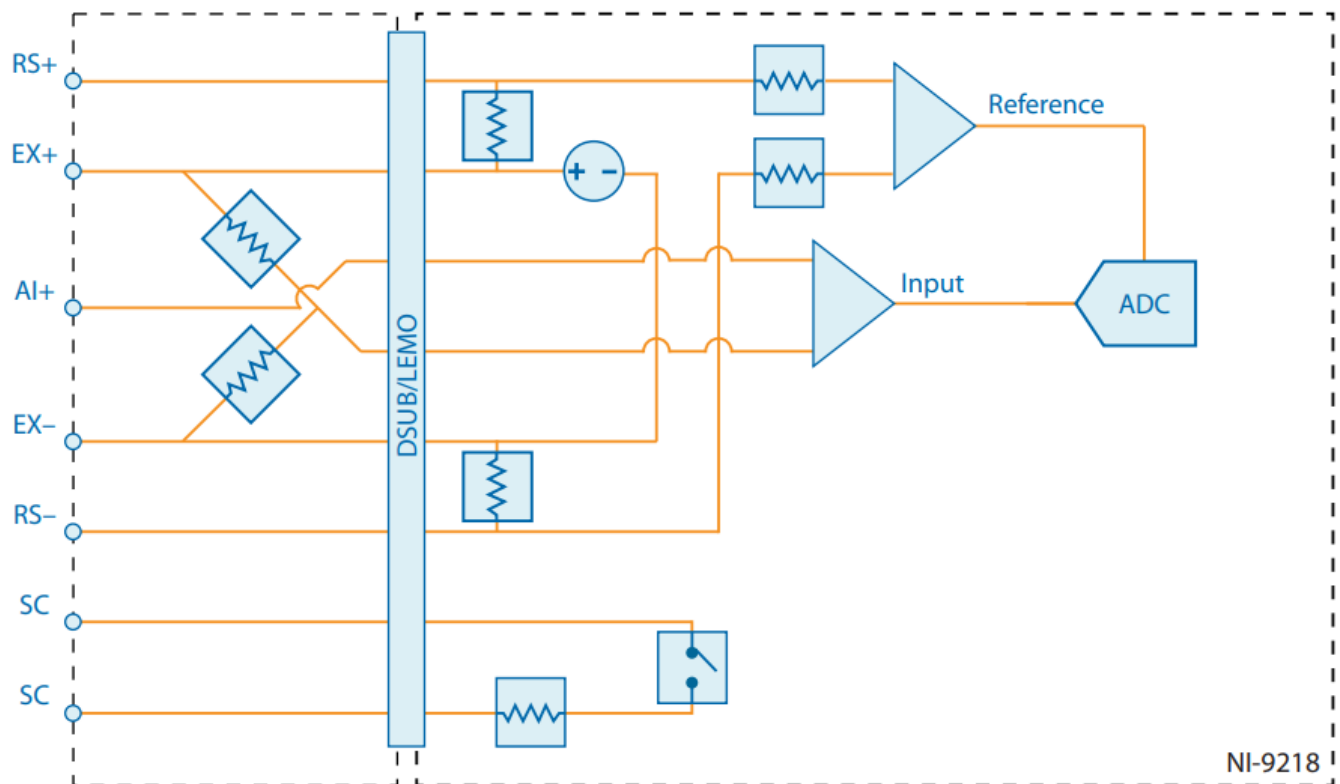 RS+
Reference
EX+
+ -
Input
AI+
ADC
DSUB/LEMO
EX–
RS–
SC
SC
NI-9218